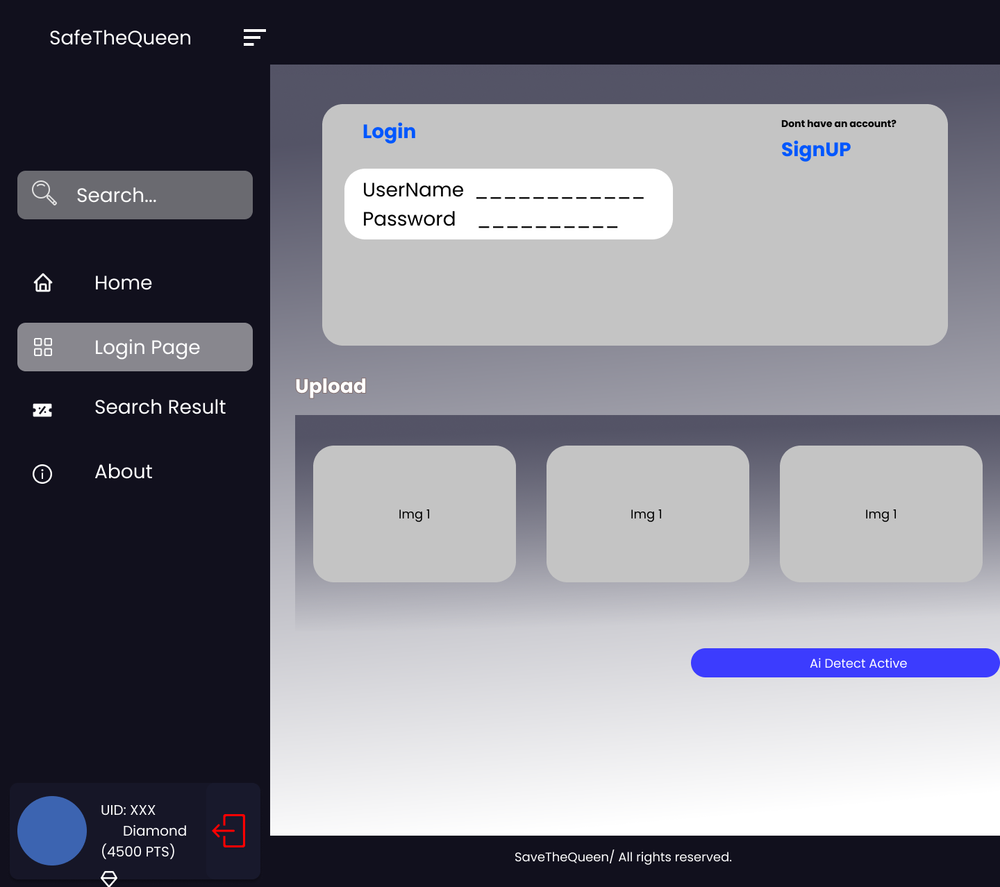 SafeTheQueen
Search...
Home
Login Page
Search Result
About
UID: XXX
Diamond
(4500 PTS)
Login
Dont have an account?
SignUP
UserName _ _ _ _ _ _ _ _ _ _ _ _
Password _ _ _ _ _ _ _ _ _ _
Upload
Img 1
Img 1
Img 1
Ai Detect Active
SaveTheQueen/ All rights reserved.